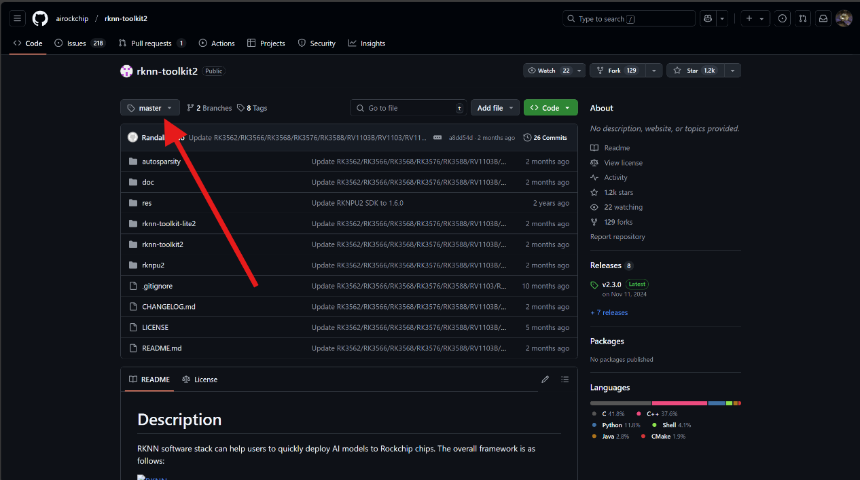 airockchip / rknn-toolkit2
Type / to search
Code Issues 218 Pull requests 1 Actions Projects Security Insights
rknn-toolkit2 Public
Watch 22 Fork 129 Star 1.2k
master 2 Branches 8 Tags Go to file t Add file Code
About
No description, website, or topics provided.
Update RK3562/RK3566/RK3568/RK3576/RK3588/RV1103B/RV1103/RV11... a8dd54d · 2 months ago 26 Commits
autosparsity Update RK3562/RK3566/RK3568/RK3576/RK3588/RV1103B/... 2 months ago
doc Update RK3562/RK3566/RK3568/RK3576/RK3588/RV1103B/... 2 months ago
res Update RKNPU2 SDK to 1.6.0 2 years ago
rknn-toolkit-lite2 Update RK3562/RK3566/RK3568/RK3576/RK3588/RV1103B/... 2 months ago
rknn-toolkit2 Update RK3562/RK3566/RK3568/RK3576/RK3588/RV1103B/... 2 months ago
rknpu2 Update RK3562/RK3566/RK3568/RK3576/RK3588/RV1103B/... 2 months ago
.gitignore Update RK3562/RK3566/RK3568/RK3576/RK3588/RV1103/R... 10 months ago
CHANGELOG.md Update RK3562/RK3566/RK3568/RK3576/RK3588/RV1103B/... 2 months ago
LICENSE Update RK3562/RK3566/RK3568/RK3576/RK3588/RV1103B/... 5 months ago
README.md Update RK3562/RK3566/RK3568/RK3576/RK3588/RV1103B/... 2 months ago
Readme
View license
Activity
1.2k stars
22 watching
129 forks
Report repository
Releases 8
v2.3.0 Latest
on Nov 11, 2024
+ 7 releases
Packages
No packages published
Languages
C 41.8% C++ 37.6%
Python 11.8% Shell 4.1%
Java 2.8% CMake 1.9%
README License
Description
RKNN software stack can help users to quickly deploy AI models to Rockchip chips. The overall framework is as
follows: